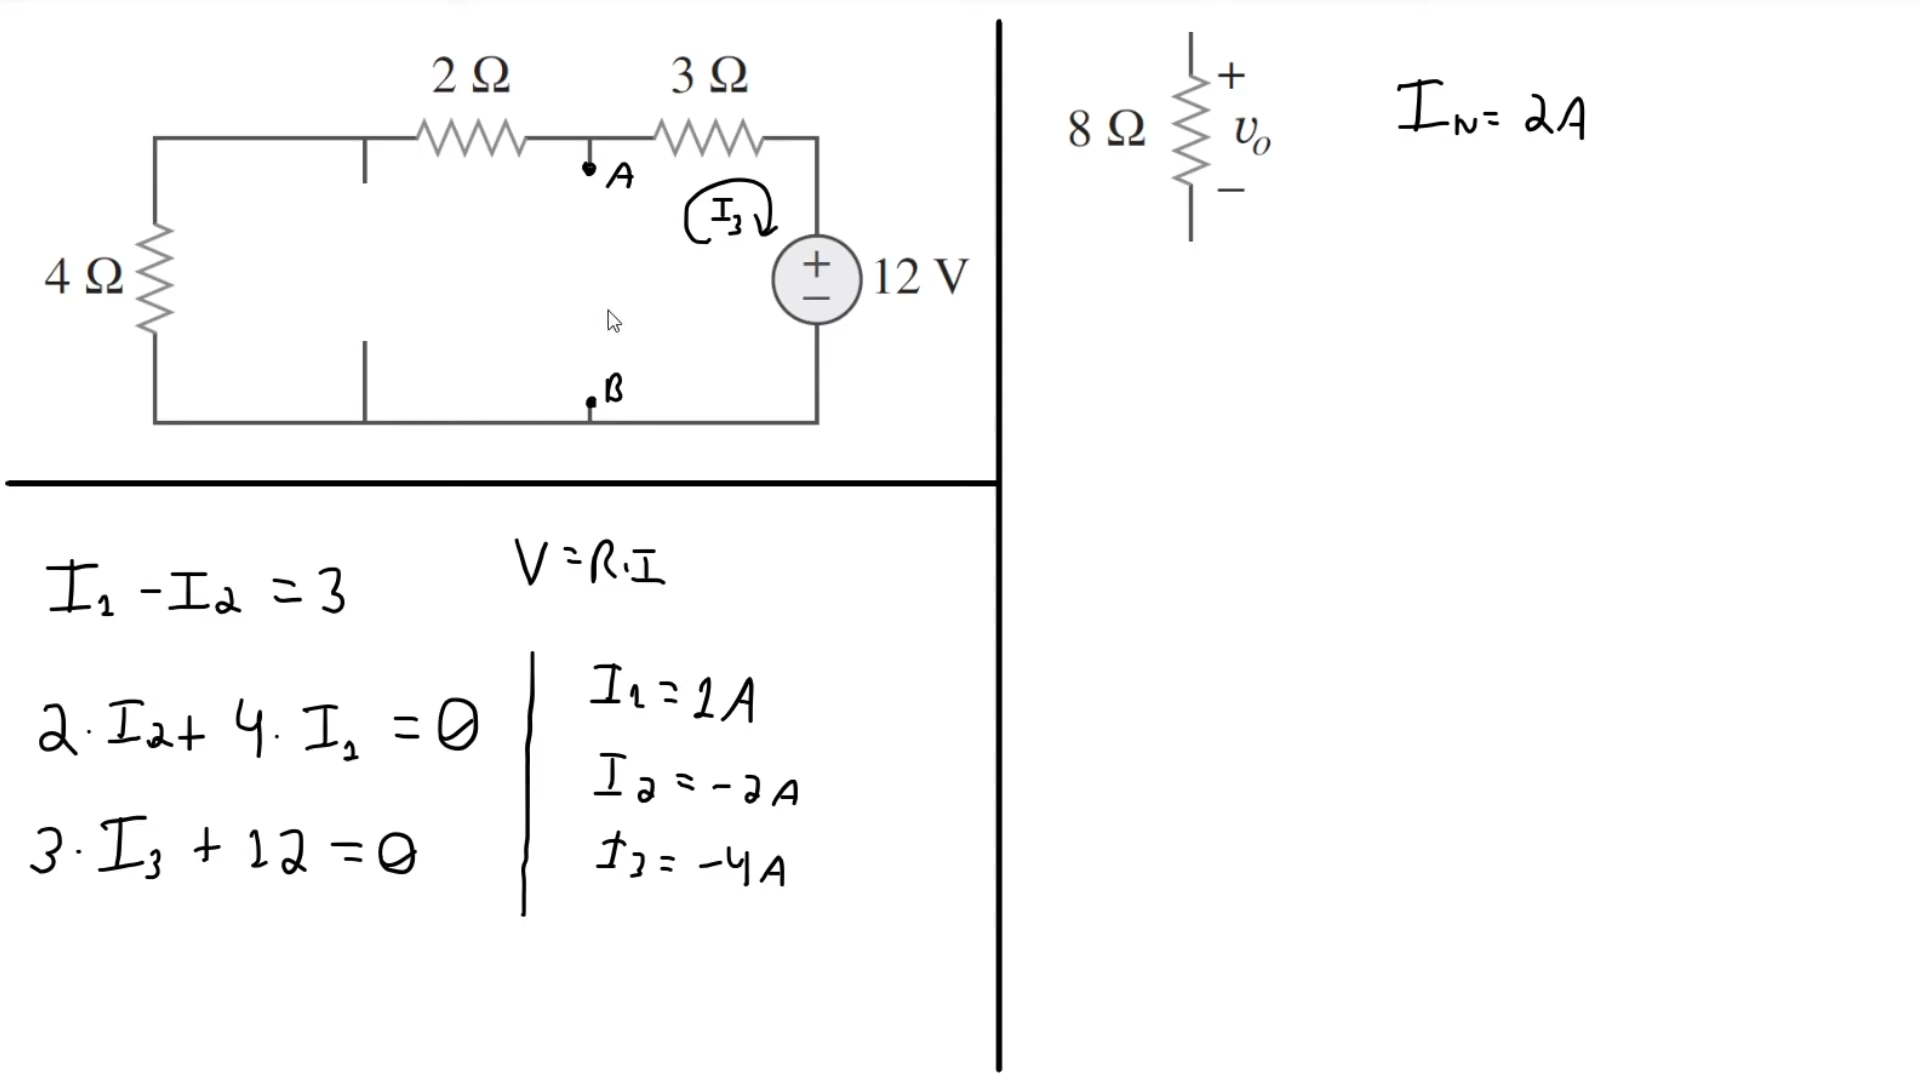 2 Ω 3 Ω
A
I₃
4 Ω
+
−
12 V
B
I₁ - I₂ = 3
V = R.I
2·I₂ + 4·I₁ = 0
3·I₃ + 12 = 0
I₁ = 1A
I₂ = -2A
I₃ = -4A
8 Ω
+
vₒ
−
I_N = 2A